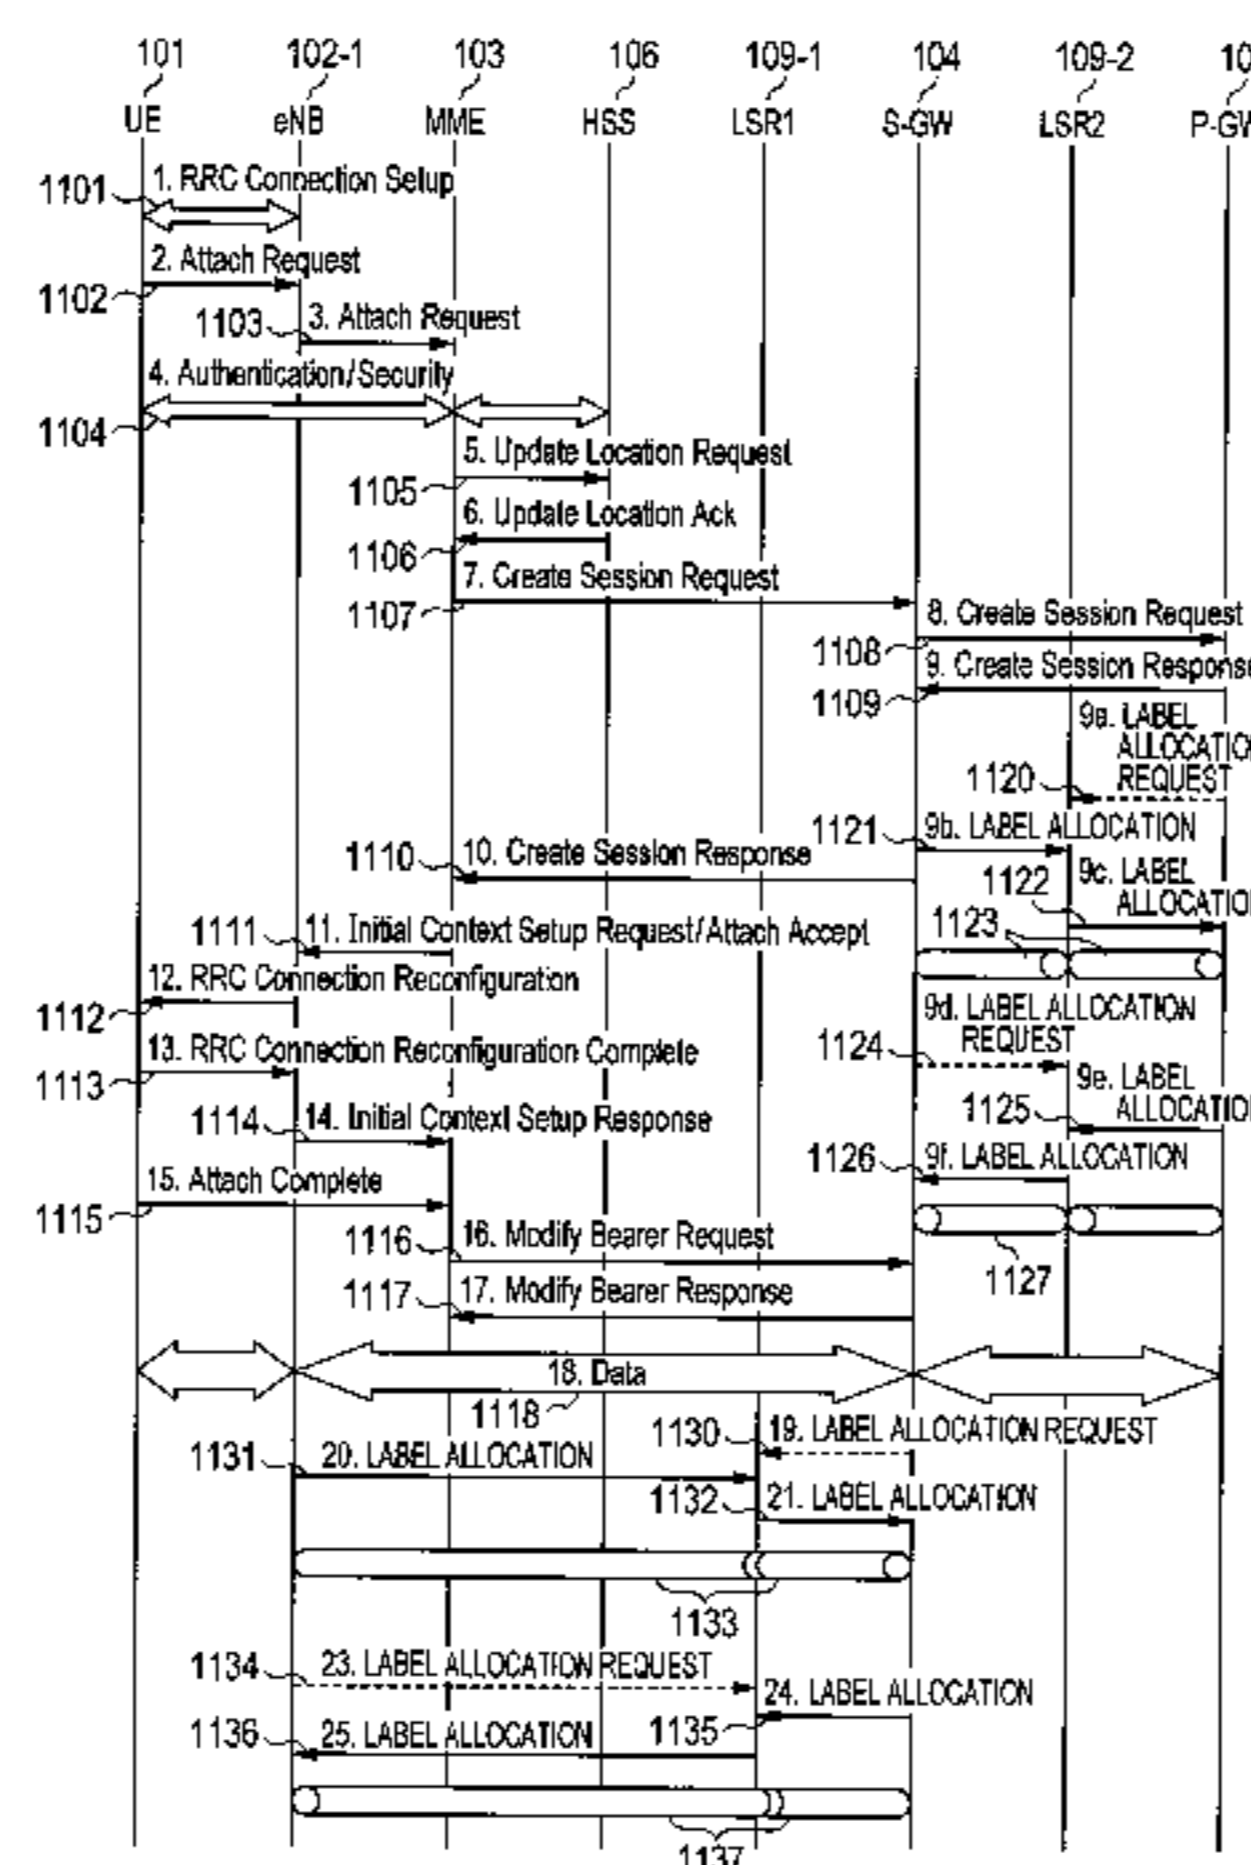 101 102-1 103 106 109-1 104 109-2 10
UE eNB MME HSS LSR1 S-GW LSR2 P-GW
1101 1. RRC Connection Setup
2. Attach Request
1102
1103 3. Attach Request
4. Authentication/Security
1104
5. Update Location Request
1105
6. Update Location Ack
1106
7. Create Session Request
1107
8. Create Session Request
1108
9. Create Session Response
1109
9a. LABEL
ALLOCATION
1120 REQUEST
1121 9b. LABEL ALLOCATION
1110 10. Create Session Response
1122 9c. LABEL
ALLOCATION
1111 11. Initial Context Setup Request/Attach Accept
1123
12. RRC Connection Reconfiguration
1112
9d. LABEL ALLOCATION
1124 REQUEST
13. RRC Connection Reconfiguration Complete
1113
9e. LABEL
1125 ALLOCATION
1114 14. Initial Context Setup Response
1126 9f. LABEL ALLOCATION
15. Attach Complete
1115
1116 16. Modify Bearer Request
1127
1117 17. Modify Bearer Response
18. Data
1118
1130 19. LABEL ALLOCATION REQUEST
1131 20. LABEL ALLOCATION
1132 21. LABEL ALLOCATION
1133
1134 23. LABEL ALLOCATION REQUEST
24. LABEL ALLOCATION
1135
1136 25. LABEL ALLOCATION
1137